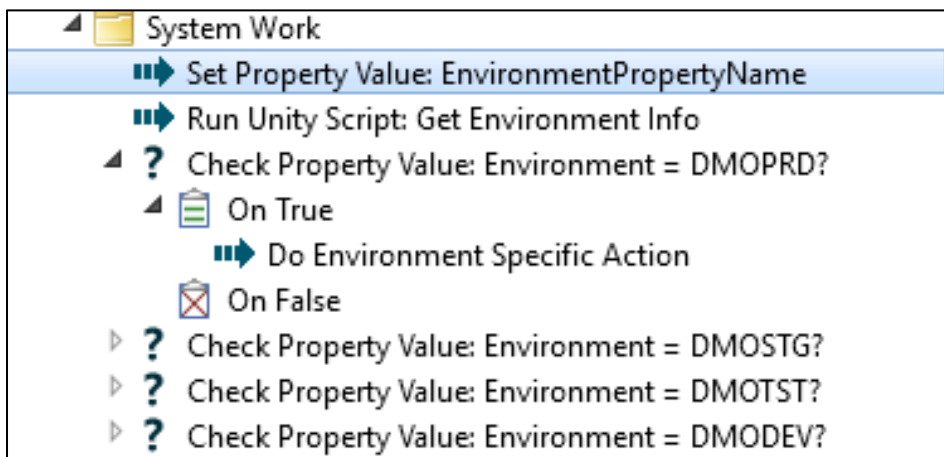 System Work
Set Property Value: EnvironmentPropertyName
Run Unity Script: Get Environment Info
? Check Property Value: Environment = DMOPRD?
On True
Do Environment Specific Action
On False
? Check Property Value: Environment = DMOSTG?
? Check Property Value: Environment = DMOTST?
? Check Property Value: Environment = DMODEV?